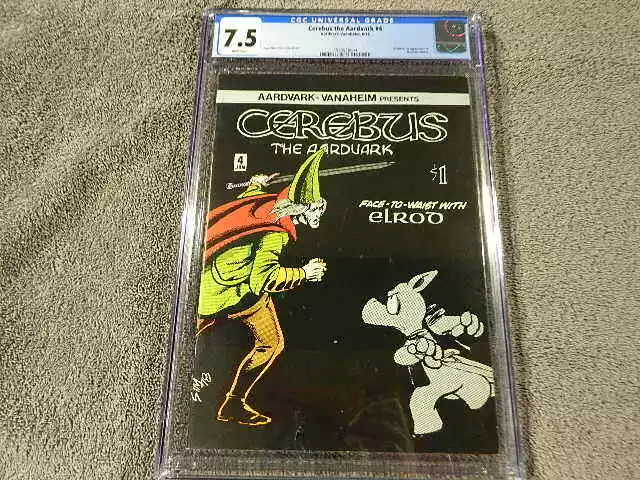 CGC UNIVERSAL GRADE
7.5
Cerebus the Aardvark #4
AARDVARK-VANAHEIM PRESENTS
CEREBUS
THE AARDVARK
4
$1
FACE-TO-WAIST WITH
elrod
SIM